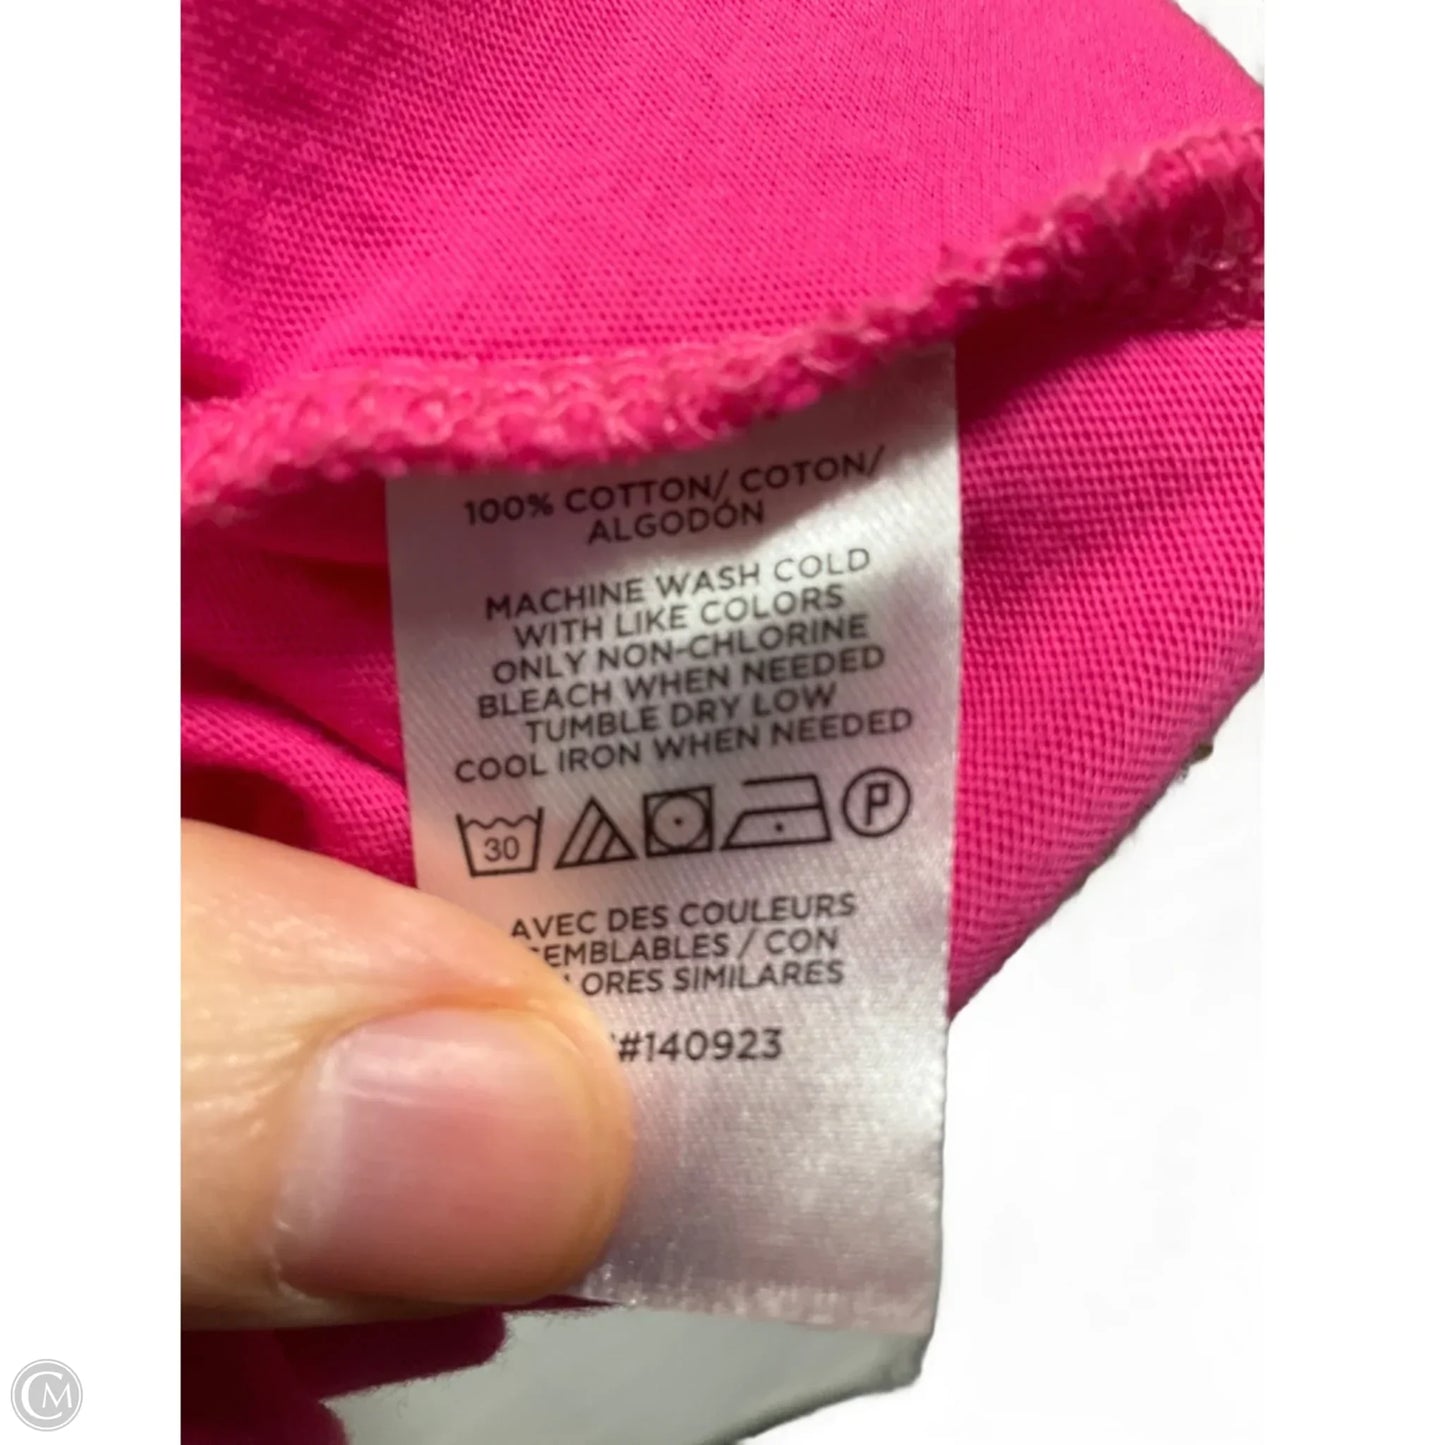 100% COTTON/ COTON/
ALGODÓN
MACHINE WASH COLD
WITH LIKE COLORS
ONLY NON-CHLORINE
BLEACH WHEN NEEDED
TUMBLE DRY LOW
COOL IRON WHEN NEEDED
30 P
AVEC DES COULEURS
SEMBLABLES / CON
ORES SIMILARES
#140923
CM